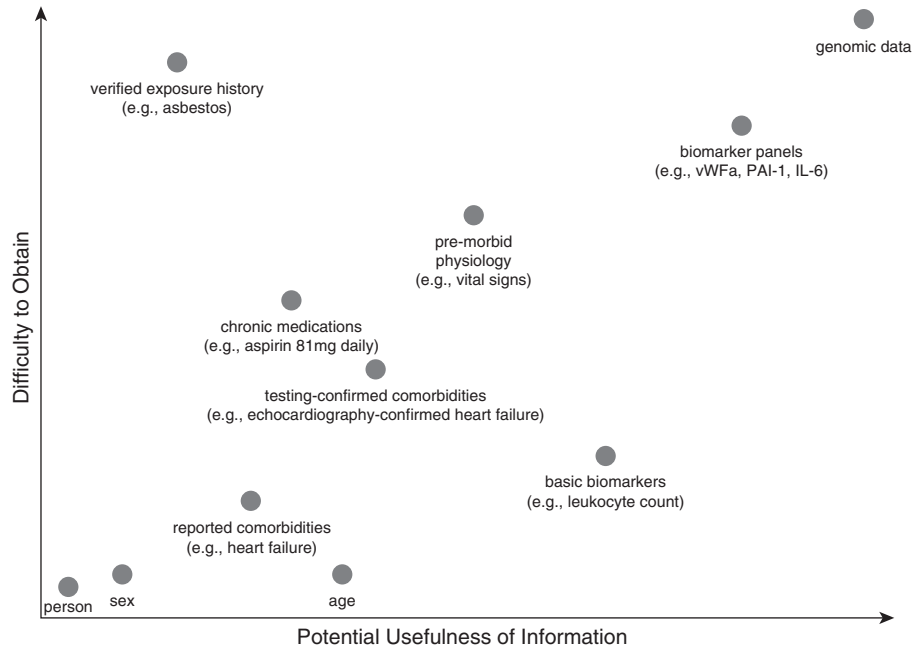 genomic data
verified exposure history
(e.g., asbestos)
biomarker panels
(e.g., vWFa, PAI-1, IL-6)
pre-morbid
physiology
(e.g., vital signs)
chronic medications
(e.g., aspirin 81mg daily)
testing-confirmed comorbidities
(e.g., echocardiography-confirmed heart failure)
basic biomarkers
(e.g., leukocyte count)
reported comorbidities
(e.g., heart failure)
person
sex
age
Difficulty to Obtain
Potential Usefulness of Information